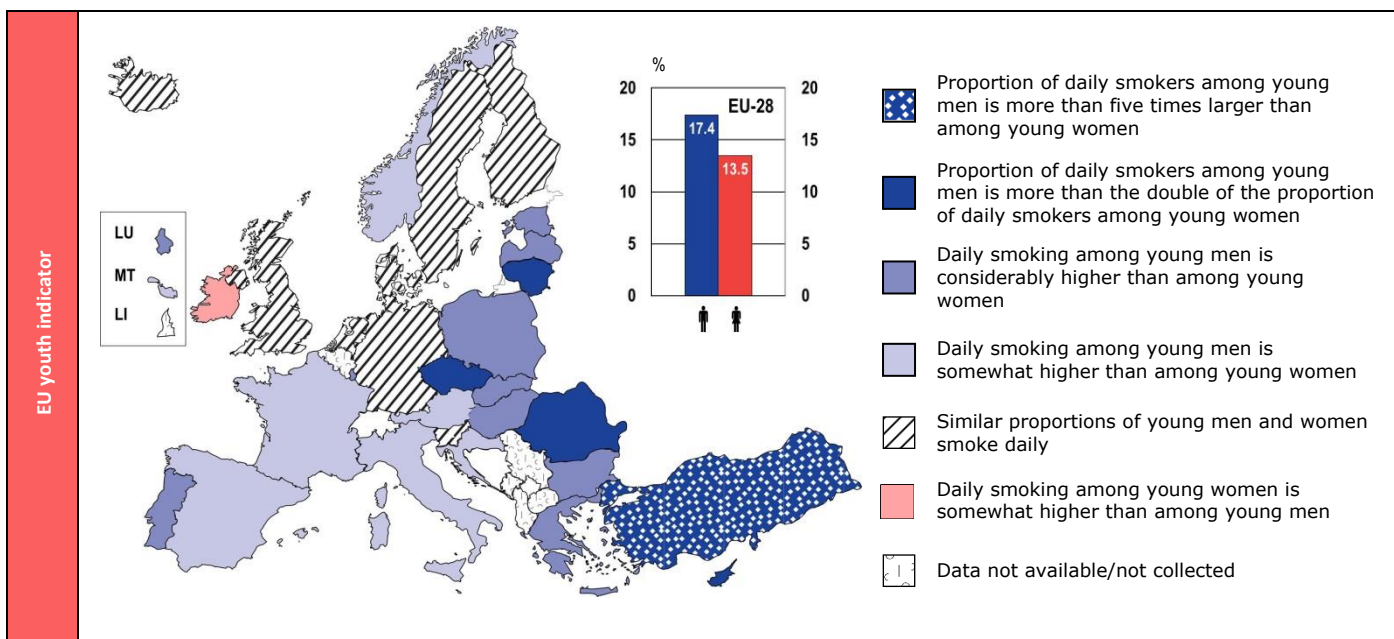 EU youth indicator
LU
MT
LI
%
20
15
10
5
0
EU-28
17.4
13.5
20
15
10
5
0
Proportion of daily smokers among young
men is more than five times larger than
among young women
Proportion of daily smokers among young
men is more than the double of the proportion
of daily smokers among young women
Daily smoking among young men is
considerably higher than among young
women
Daily smoking among young men is
somewhat higher than among young women
Similar proportions of young men and women
smoke daily
Daily smoking among young women is
somewhat higher than among young men
Data not available/not collected